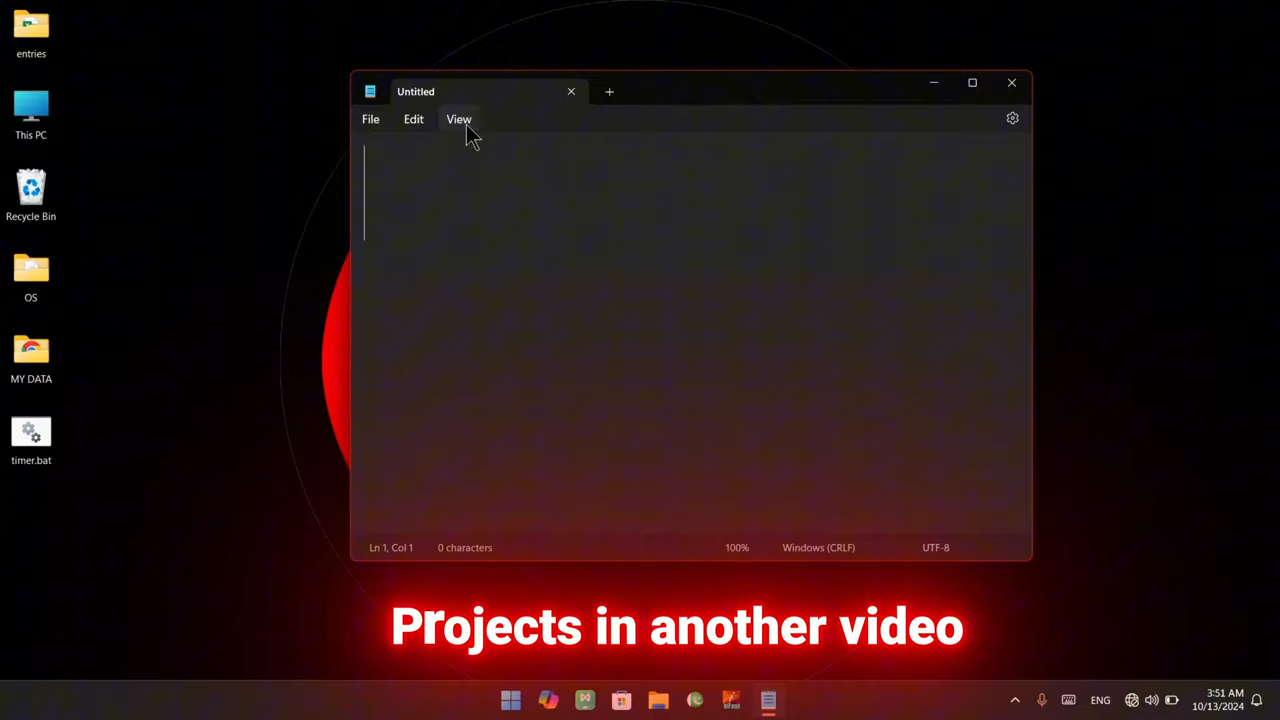 entries
This PC
Recycle Bin
OS
MY DATA
timer.bat
Untitled
File Edit View
Ln 1, Col 1 0 characters 100% Windows (CRLF) UTF-8
Projects in another video
ENG
3:51 AM
10/13/2024